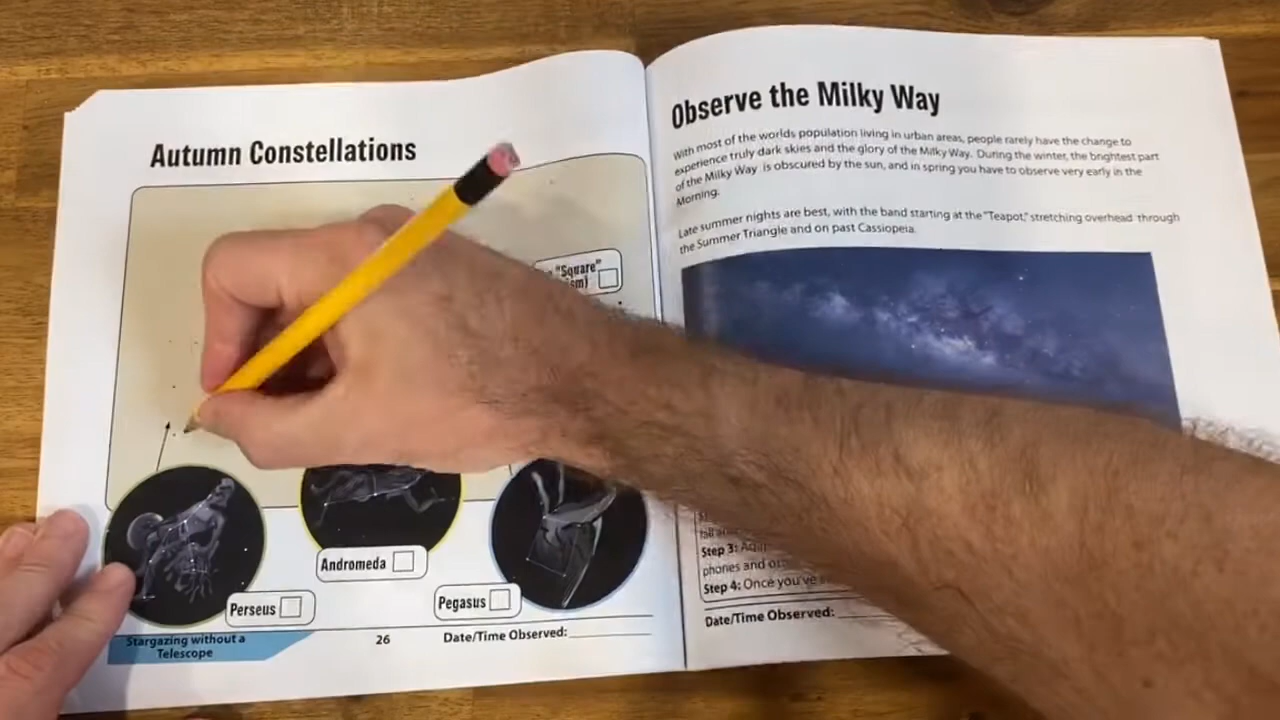 Autumn Constellations
"Square"
Andromeda
Perseus
Pegasus
Stargazing without a
Telescope
26
Date/Time Observed:
Observe the Milky Way
With most of the worlds population living in urban areas, people rarely have the change to
experience truly dark skies and the glory of the Milky Way. During the winter, the brightest part
of the Milky Way is obscured by the sun, and in spring you have to observe very early in the
Morning.
Late summer nights are best, with the band starting at the "Teapot," stretching overhead through
the Summer Triangle and on past Cassiopeia.
Step 3:
phones and
Step 4: Once you've
Date/Time Observed: